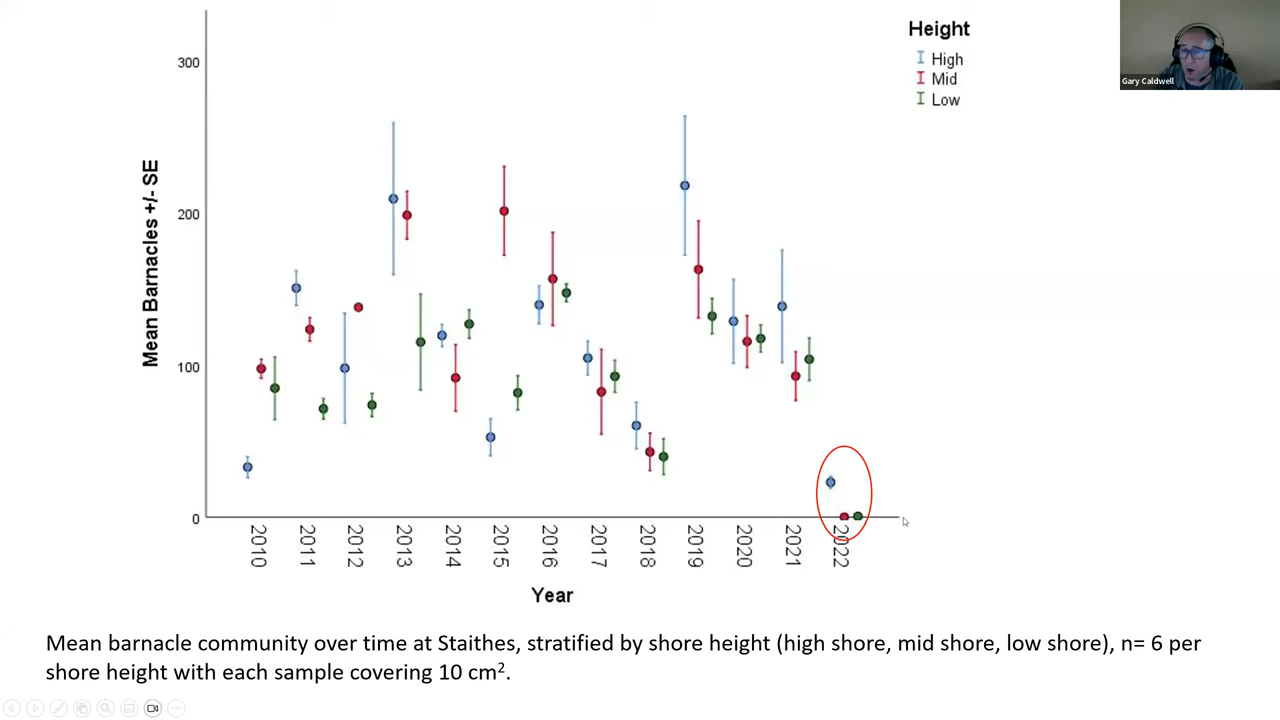 Height
High
Mid
Low
Gary Caldwell
Mean Barnacles +/- SE
300
200
100
0
2010
2011
2012
2013
2014
2015
2016
2017
2018
2019
2020
2021
2022
Year
Mean barnacle community over time at Staithes, stratified by shore height (high shore, mid shore, low shore), n= 6 per
shore height with each sample covering 10 cm².